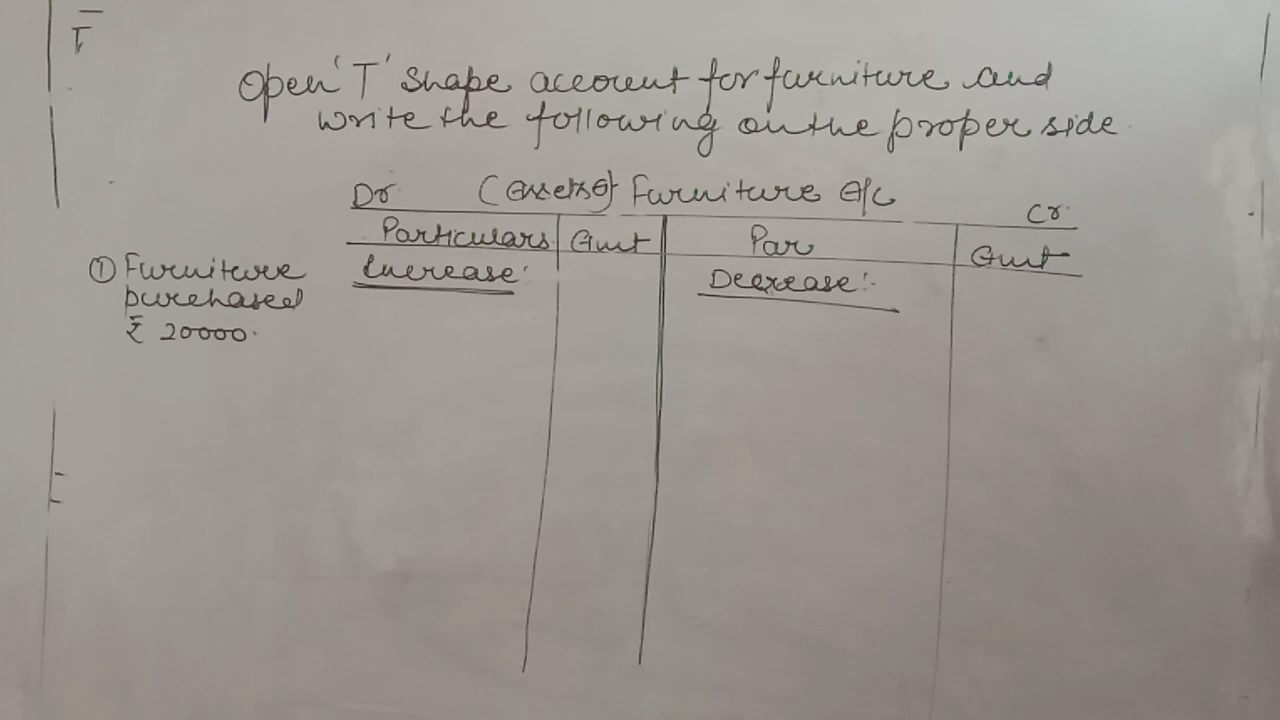 Open 'T' shape account for furniture and
write the following on the proper side
Dr. (Assets) Furniture A/c Cr.
Particulars Amt Par Amt
Increase:- Decrease:-
① Furniture
purchased
₹ 20000.